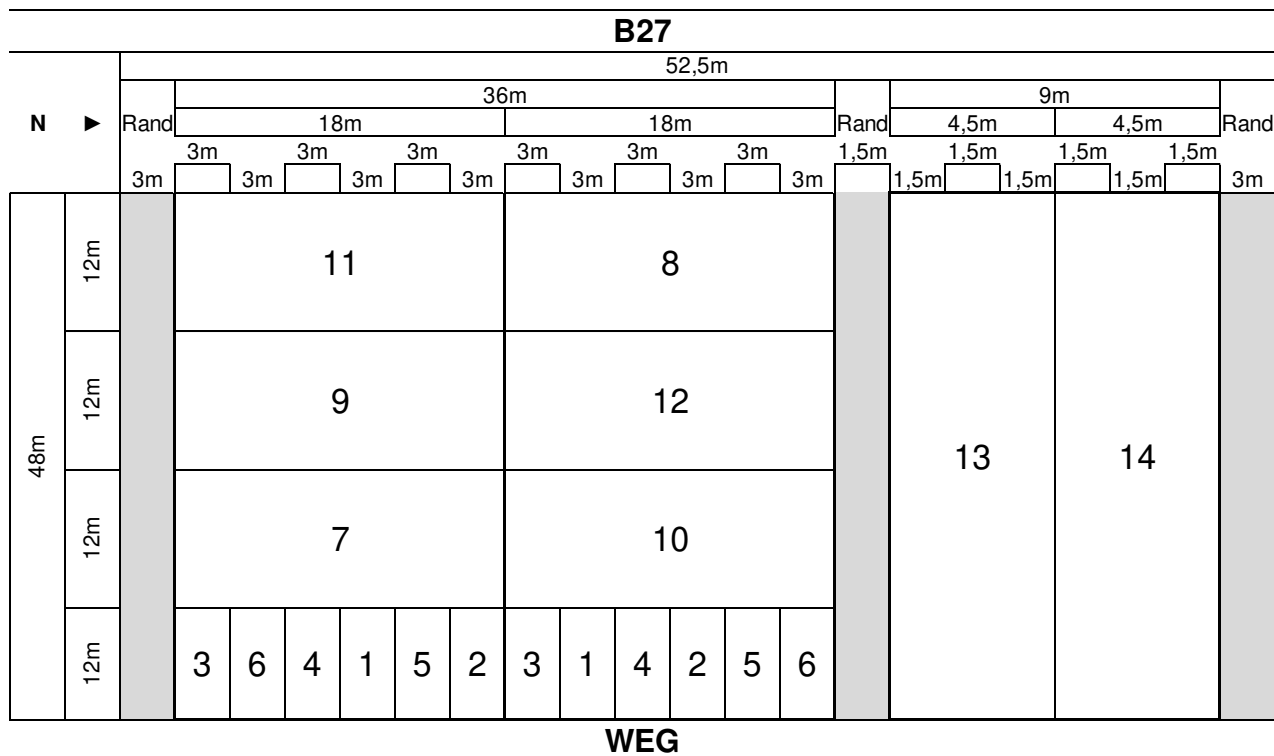 B27
52,5m
36m 9m
N ► Rand 18m 18m Rand 4,5m 4,5m Rand
3m 3m 3m 3m 3m 3m 1,5m 1,5m 1,5m 1,5m
3m 3m 3m 3m 3m 3m 3m 1,5m 1,5m 1,5m 3m
12m 11 8
12m 9 12
48m 13 14
12m 7 10
12m 3 6 4 1 5 2 3 1 4 2 5 6
WEG